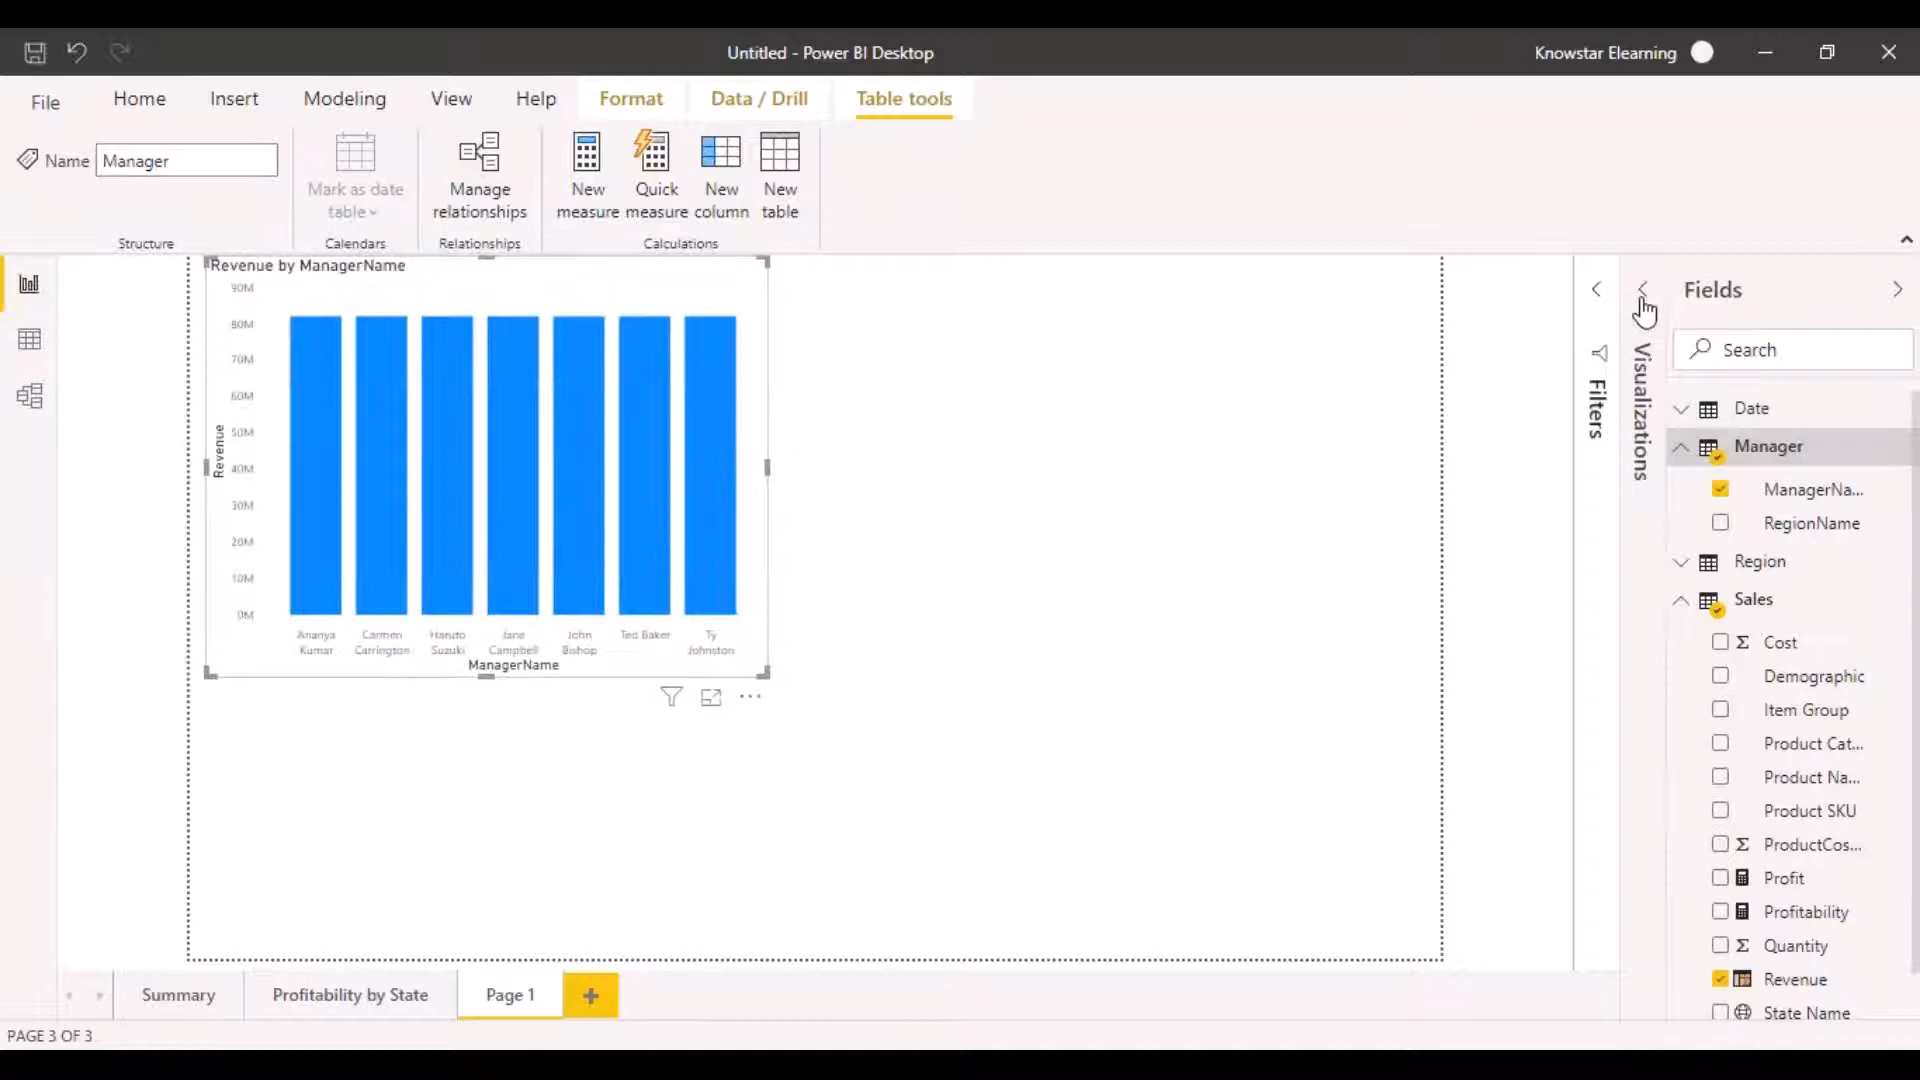 Untitled - Power BI Desktop
Knowstar Elearning
File
Home
Insert
Modeling
View
Help
Format
Data / Drill
Table tools
Name
Manager
Mark as date
table
Manage
relationships
New
measure
Quick
measure
New
column
New
table
Structure
Calendars
Relationships
Calculations
Revenue by ManagerName
90M
80M
70M
60M
50M
40M
30M
20M
10M
0M
Revenue
Ananya
Kumar
Carmen
Carrington
Haruto
Suzuki
Jane
Campbell
John
Bishop
Ted Baker
Ty
Johnston
ManagerName
Filters
Visualizations
Fields
Search
Date
Manager
ManagerNa...
RegionName
Region
Sales
Σ Cost
Demographic
Item Group
Product Cat...
Product Na...
Product SKU
Σ ProductCos...
Profit
Profitability
Σ Quantity
Revenue
State Name
Summary
Profitability by State
Page 1
+
PAGE 3 OF 3